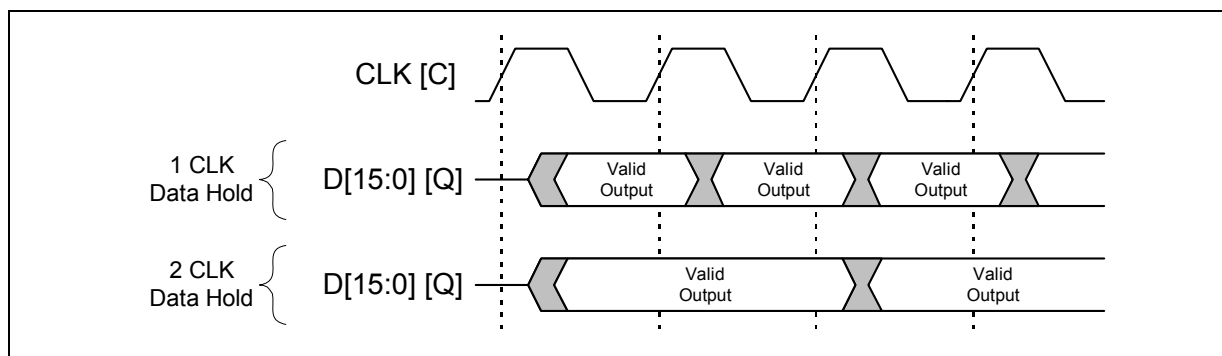 CLK [C]
1 CLK
Data Hold
D[15:0] [Q]
Valid
Output
Valid
Output
Valid
Output
2 CLK
Data Hold
D[15:0] [Q]
Valid
Output
Valid
Output